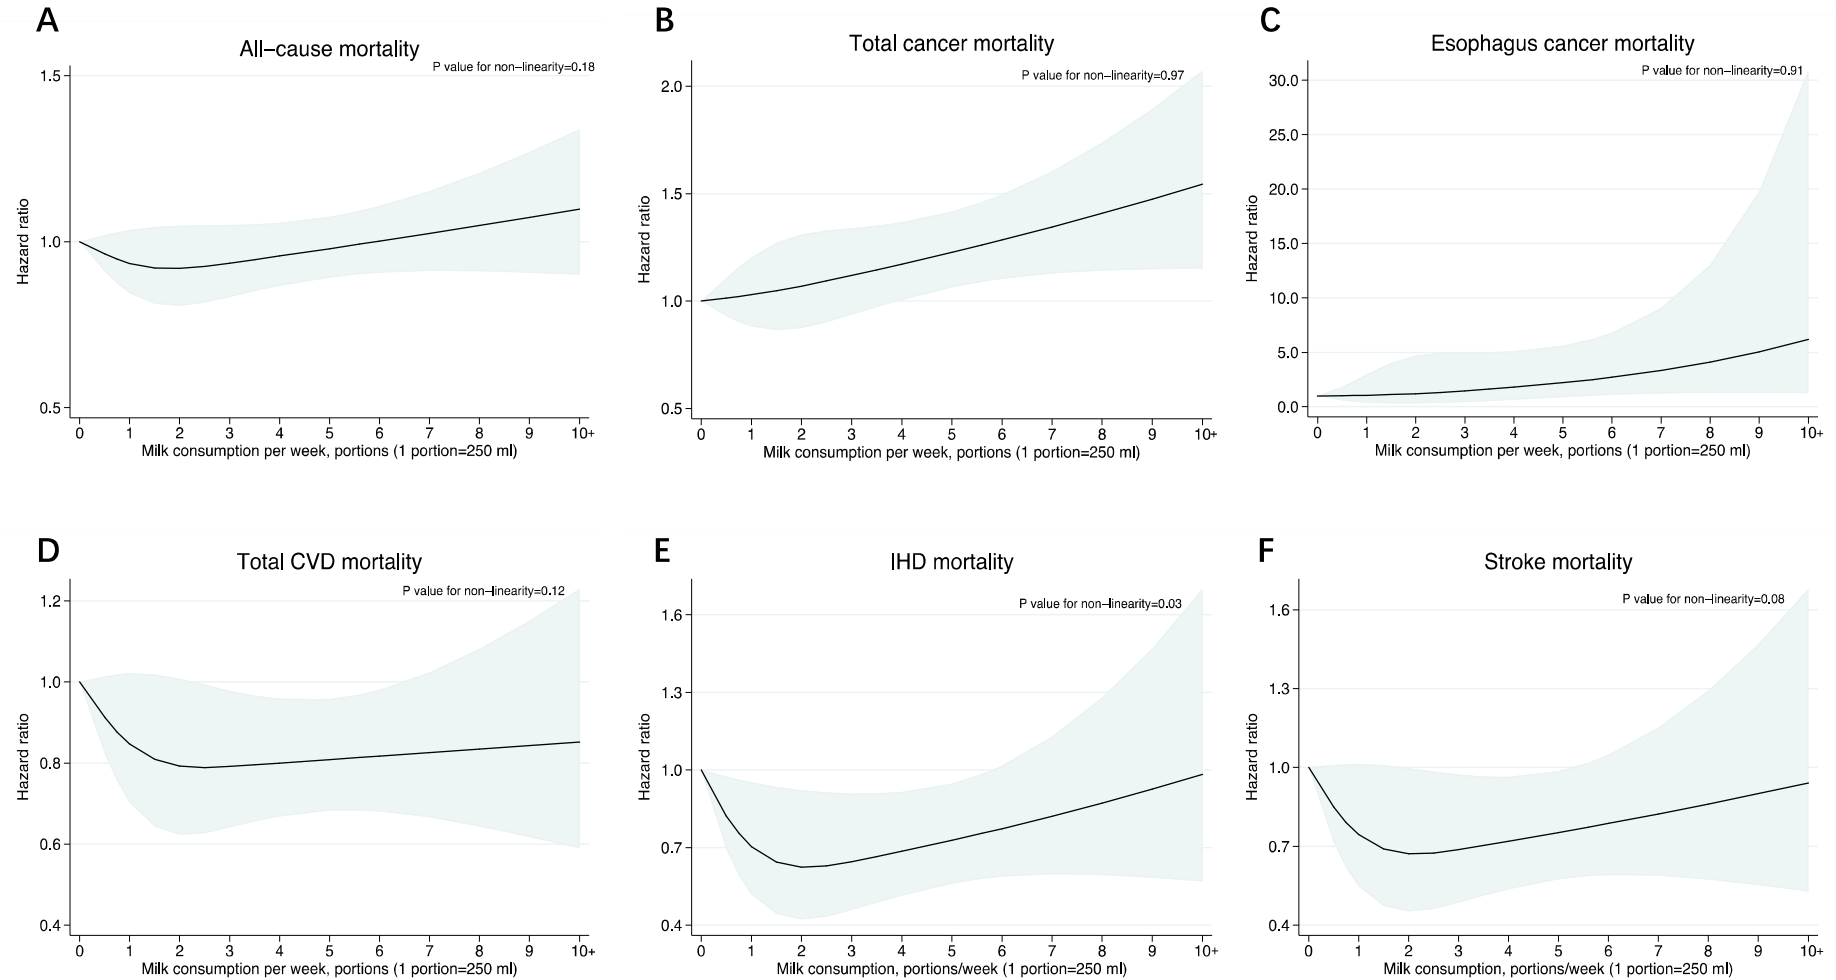 A
All−cause mortality
P value for non−linearity=0.18
1.5
1.0
0.5
Hazard ratio
0 1 2 3 4 5 6 7 8 9 10+
Milk consumption per week, portions (1 portion=250 ml)
B
Total cancer mortality
P value for non−linearity=0.97
2.0
1.5
1.0
0.5
Hazard ratio
0 1 2 3 4 5 6 7 8 9 10+
Milk consumption per week, portions (1 portion=250 ml)
C
Esophagus cancer mortality
P value for non−linearity=0.91
30.0
25.0
20.0
15.0
10.0
5.0
0.0
Hazard ratio
0 1 2 3 4 5 6 7 8 9 10+
Milk consumption per week, portions (1 portion=250 ml)
D
Total CVD mortality
P value for non−linearity=0.12
1.2
1.0
0.8
0.6
0.4
Hazard ratio
0 1 2 3 4 5 6 7 8 9 10+
Milk consumption per week, portions (1 portion=250 ml)
E
IHD mortality
P value for non−linearity=0.03
1.6
1.3
1.0
0.7
0.4
Hazard ratio
0 1 2 3 4 5 6 7 8 9 10+
Milk consumption, portions/week (1 portion=250 ml)
F
Stroke mortality
P value for non−linearity=0.08
1.6
1.3
1.0
0.7
0.4
Hazard ratio
0 1 2 3 4 5 6 7 8 9 10+
Milk consumption, portions/week (1 portion=250 ml)